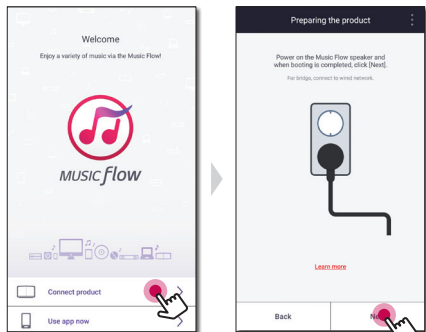 Welcome
Enjoy a variety of music via the Music Flow!
MUSIC flow
Connect product
Use app now
Preparing the product
Power on the Music Flow speaker and
when booting is completed, click [Next].
For bridge, connect to wired network.
Learn more
Back